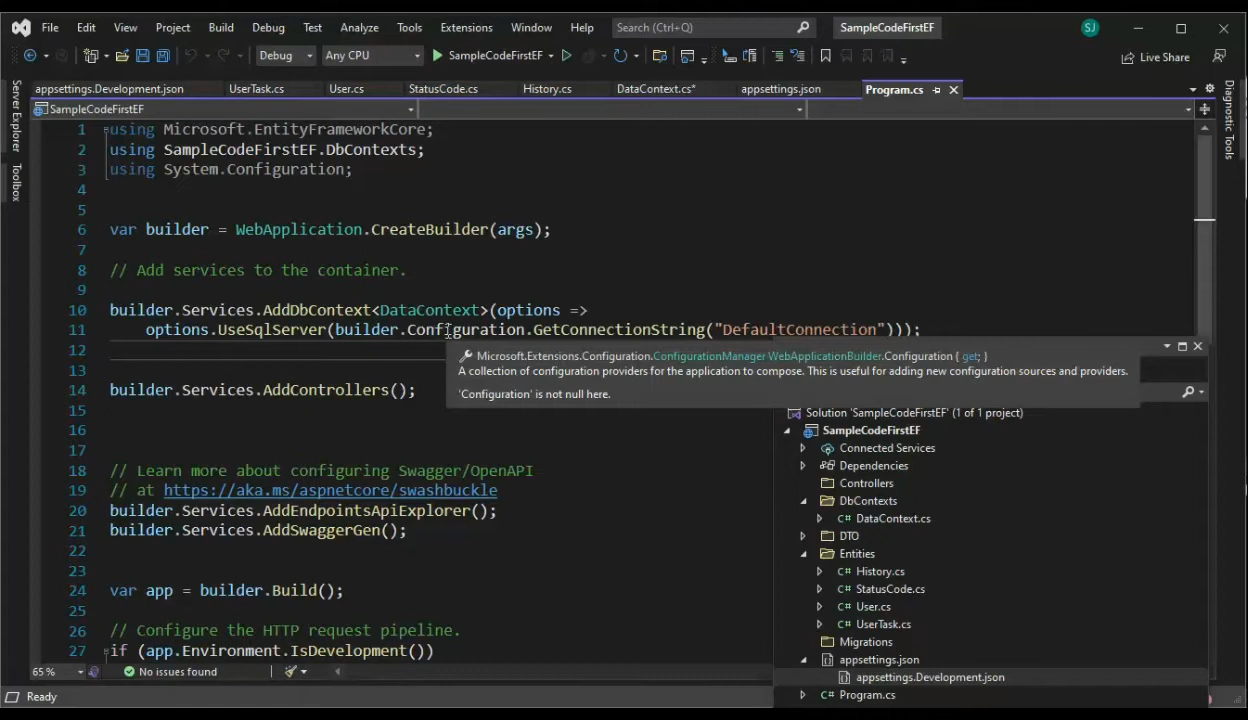 File Edit View Project Build Debug Test Analyze Tools Extensions Window Help Search (Ctrl+Q) SampleCodeFirstEF SJ
Debug Any CPU SampleCodeFirstEF Live Share
appsettings.Development.json UserTask.cs User.cs StatusCode.cs History.cs DataContext.cs* appsettings.json Program.cs
SampleCodeFirstEF
Server Explorer
Toolbox
Diagnostic Tools
1 using Microsoft.EntityFrameworkCore;
2 using SampleCodeFirstEF.DbContexts;
3 using System.Configuration;
4
5
6 var builder = WebApplication.CreateBuilder(args);
7
8 // Add services to the container.
9
10 builder.Services.AddDbContext<DataContext>(options =>
11 options.UseSqlServer(builder.Configuration.GetConnectionString("DefaultConnection")));
12
13
14 builder.Services.AddControllers();
15
16
17
18 // Learn more about configuring Swagger/OpenAPI
19 // at https://aka.ms/aspnetcore/swashbuckle
20 builder.Services.AddEndpointsApiExplorer();
21 builder.Services.AddSwaggerGen();
22
23
24 var app = builder.Build();
25
26 // Configure the HTTP request pipeline.
27 if (app.Environment.IsDevelopment())
Microsoft.Extensions.Configuration.ConfigurationManager WebApplicationBuilder.Configuration { get; }
A collection of configuration providers for the application to compose. This is useful for adding new configuration sources and providers.
'Configuration' is not null here.
Solution 'SampleCodeFirstEF' (1 of 1 project)
SampleCodeFirstEF
Connected Services
Dependencies
Controllers
DbContexts
C# DataContext.cs
DTO
Entities
C# History.cs
C# StatusCode.cs
C# User.cs
C# UserTask.cs
Migrations
appsettings.json
appsettings.Development.json
C# Program.cs
65 % No issues found
Ready